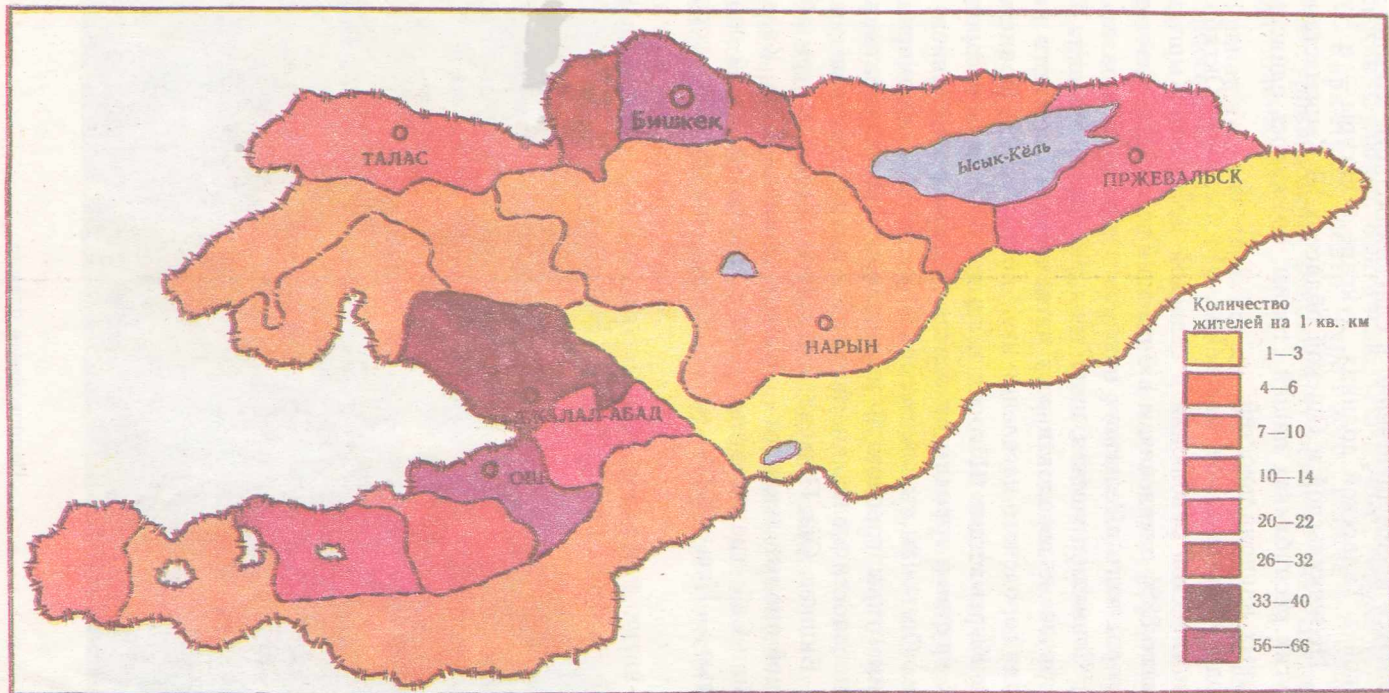 Бишкек
ТАЛАС
Ысык-Кёль
ПРЖЕВАЛЬСК
НАРЫН
ДЖАЛАЛ-АБАД
ОШ
Количество
жителей на 1 кв. км
1—3
4—6
7—10
10—14
20—22
26—32
33—40
56—66